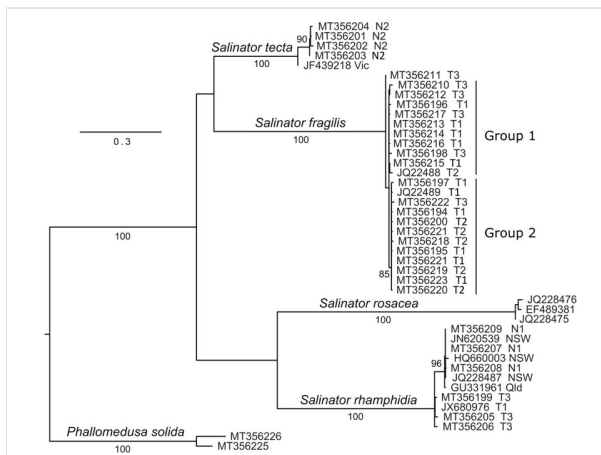 MT356204 N2
90
MT356201 N2
Salinator tecta
MT356202 N2
MT356203 N2
100
JF439218 Vic
MT356211 T3
MT356210 T3
MT356212 T3
MT356196 T1
0.3
Salinator fragilis
MT356217 T3
MT356213 T1
Group 1
100
MT356214 T1
MT356216 T1
MT356198 T3
MT356215 T1
JQ22488 T2
MT356197 T1
JQ22489 T1
MT356222 T3
MT356194 T1
100
MT356200 T2
Group 2
MT356221 T2
MT356218 T2
MT356195 T1
MT356221 T1
85
MT356219 T2
MT356223 T1
MT356220 T2
Salinator rosacea
JQ228476
EF489381
100
JQ228475
MT356209 N1
JN620539 NSW
MT356207 N1
96
HQ660003 NSW
MT356208 N1
JQ228487 NSW
GU331961 Qld
Salinator rhamphidia
MT356199 T3
JX680976 T1
100
MT356205 T3
MT356206 T3
Phallomedusa solida
MT356226
100
MT356225